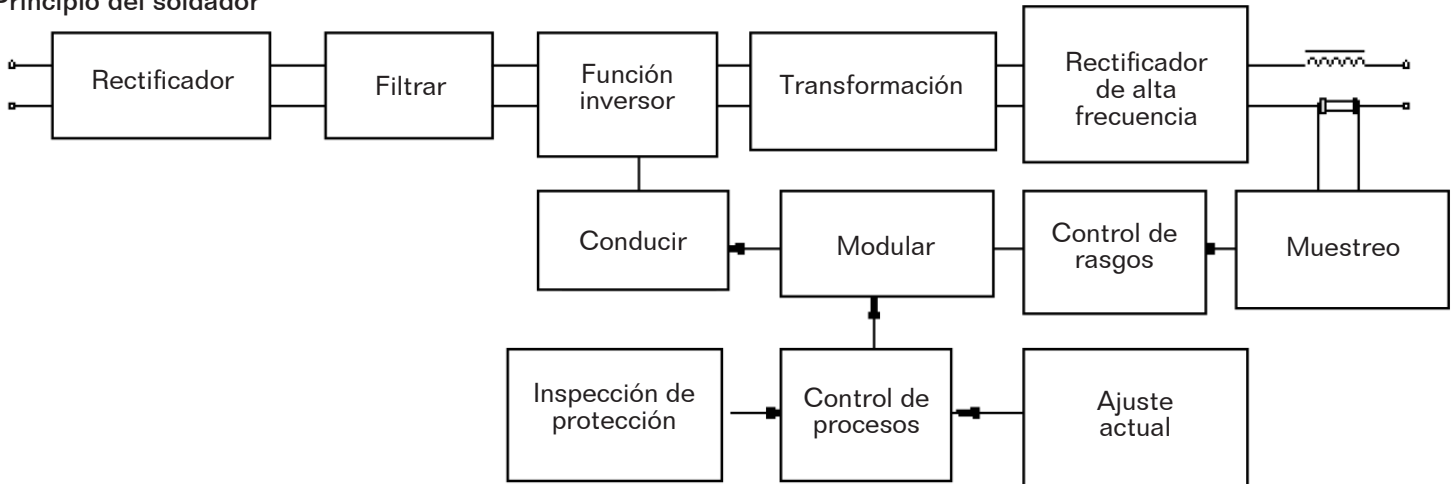 Principio del soldador
Rectificador
Filtrar
Función
inversor
Transformación
Rectificador
de alta
frecuencia
Conducir
Modular
Control de
rasgos
Muestreo
Inspección de
protección
Control de
procesos
Ajuste
actual